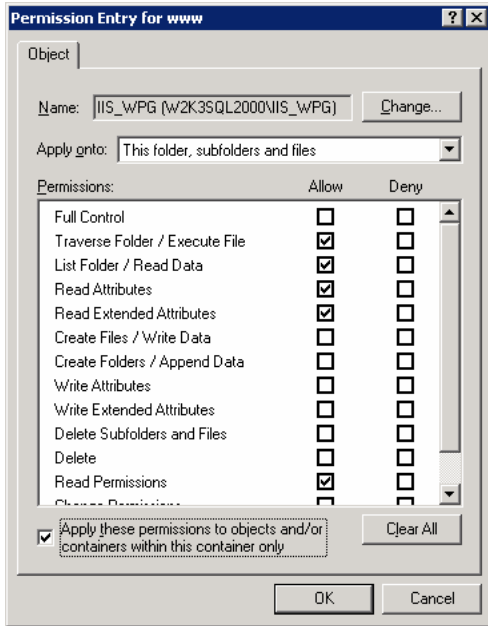 Permission Entry for www
Object
Name: IIS_WPG (W2K3SQL2000\IIS_WPG) Change...
Apply onto: This folder, subfolders and files
Permissions: Allow Deny
Full Control
Traverse Folder / Execute File
List Folder / Read Data
Read Attributes
Read Extended Attributes
Create Files / Write Data
Create Folders / Append Data
Write Attributes
Write Extended Attributes
Delete Subfolders and Files
Delete
Read Permissions
Change Permissions
Apply these permissions to objects and/or
containers within this container only
Clear All
OK Cancel